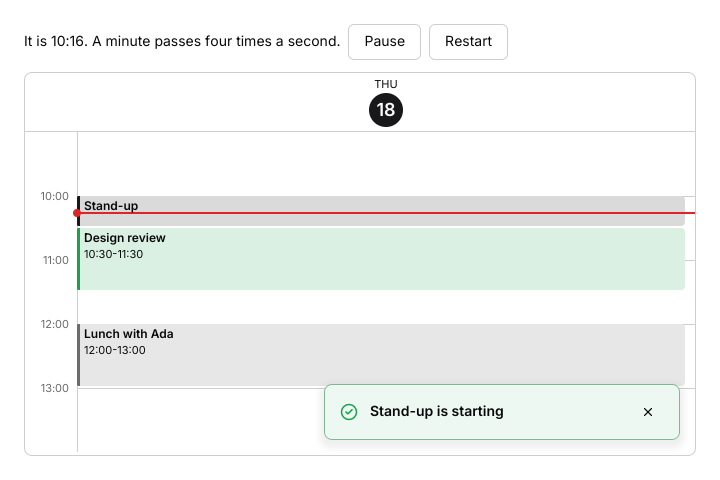 It is 10:16. A minute passes four times a second.
Pause
Restart
THU
18
10:00
Stand-up
Design review
10:30-11:30
11:00
12:00
Lunch with Ada
12:00-13:00
13:00
Stand-up is starting